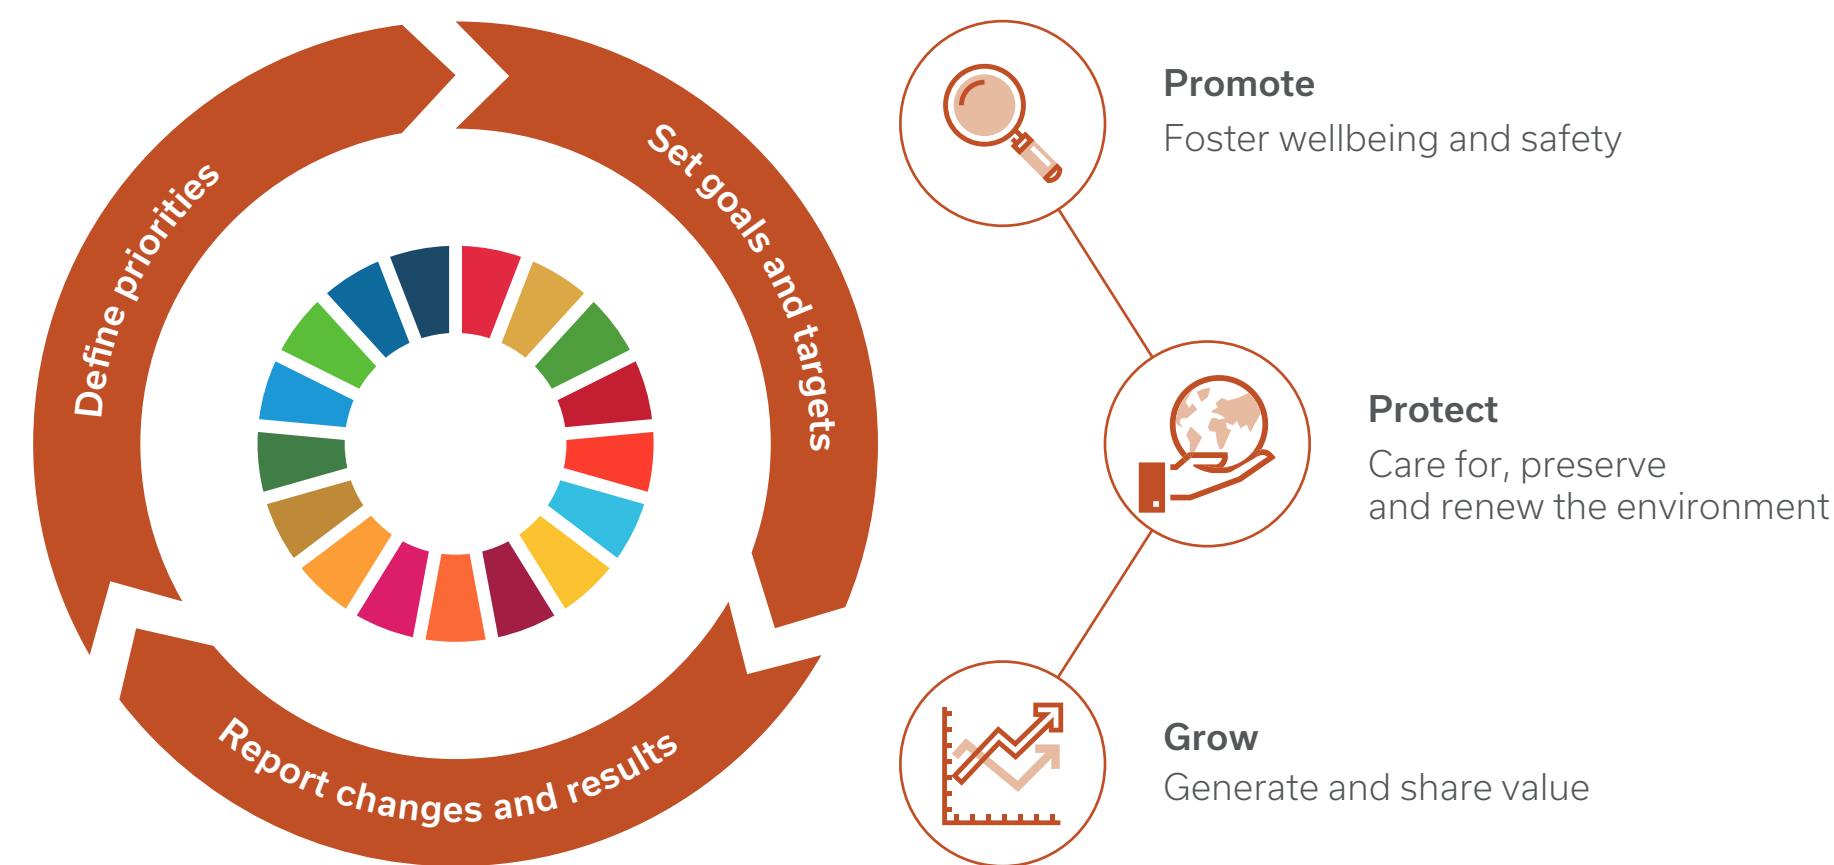 Define priorities
Set goals and targets
Report changes and results
Promote
Foster wellbeing and safety
Protect
Care for, preserve
and renew the environment
Grow
Generate and share value